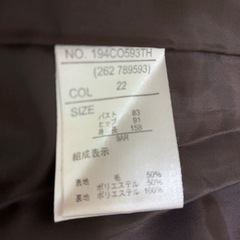 NO. 194CO593TH
(262 789593)
COL 22
SIZE
バスト 83
ヒップ 91
身長 158
9AR
組成表示
表地 毛 50%
ポリエステル 50%
裏地 ポリエステル 100%